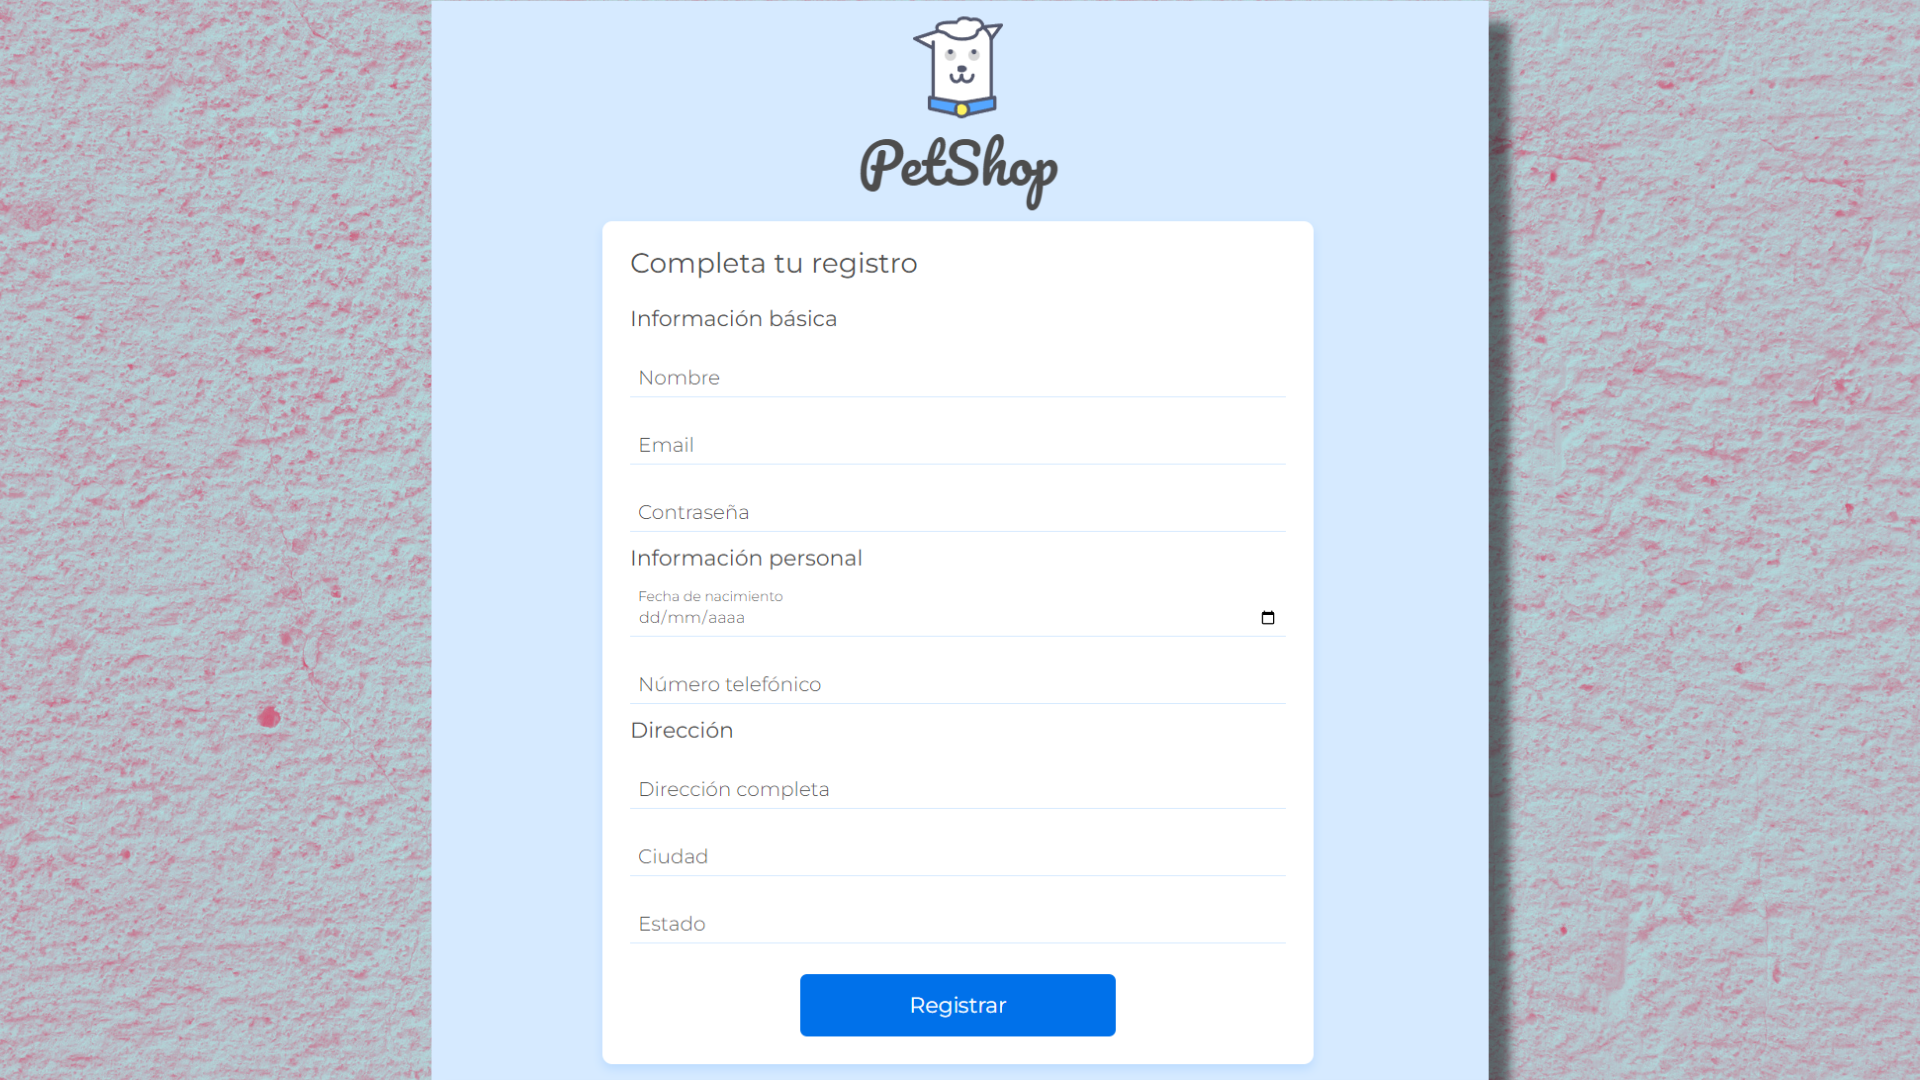 PetShop
Completa tu registro
Información básica
Nombre
Email
Contraseña
Información personal
Fecha de nacimiento
dd/mm/aaaa
Número telefónico
Dirección
Dirección completa
Ciudad
Estado
Registrar